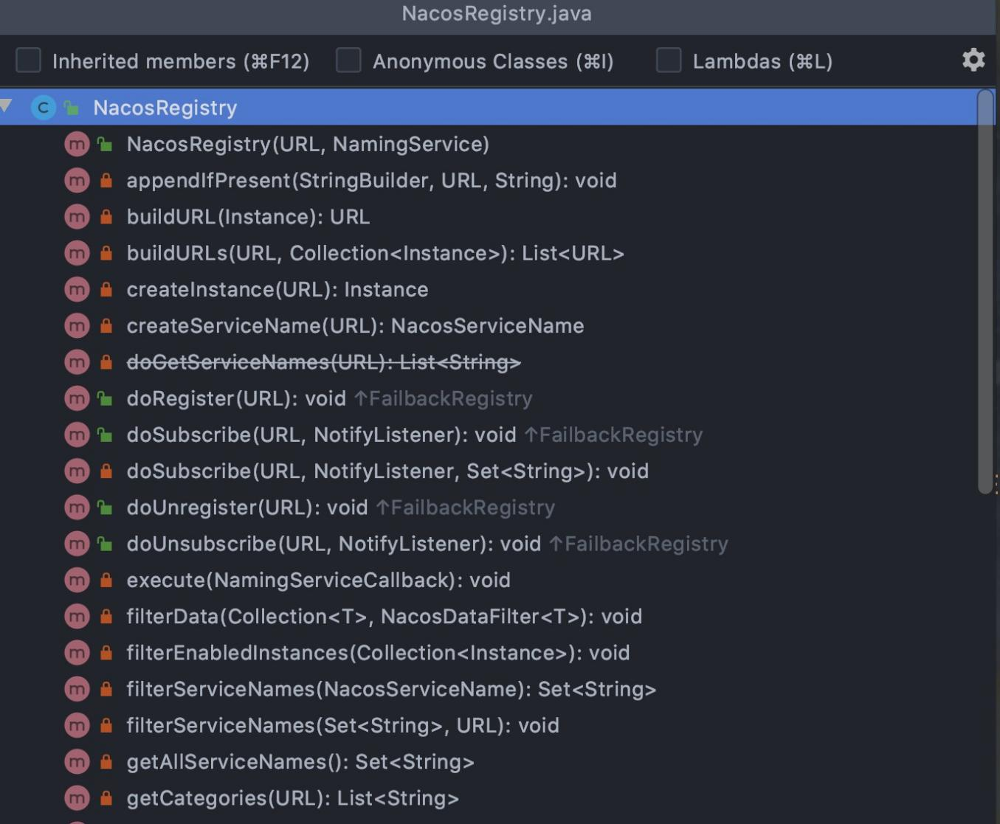 NacosRegistry.java
Inherited members (⌘F12) Anonymous Classes (⌘I) Lambdas (⌘L)
C NacosRegistry
m NacosRegistry(URL, NamingService)
m appendIfPresent(StringBuilder, URL, String): void
m buildURL(Instance): URL
m buildURLs(URL, Collection<Instance>): List<URL>
m createInstance(URL): Instance
m createServiceName(URL): NacosServiceName
m doGetServiceNames(URL): List<String>
m doRegister(URL): void ↑FailbackRegistry
m doSubscribe(URL, NotifyListener): void ↑FailbackRegistry
m doSubscribe(URL, NotifyListener, Set<String>): void
m doUnregister(URL): void ↑FailbackRegistry
m doUnsubscribe(URL, NotifyListener): void ↑FailbackRegistry
m execute(NamingServiceCallback): void
m filterData(Collection<T>, NacosDataFilter<T>): void
m filterEnabledInstances(Collection<Instance>): void
m filterServiceNames(NacosServiceName): Set<String>
m filterServiceNames(Set<String>, URL): void
m getAllServiceNames(): Set<String>
m getCategories(URL): List<String>